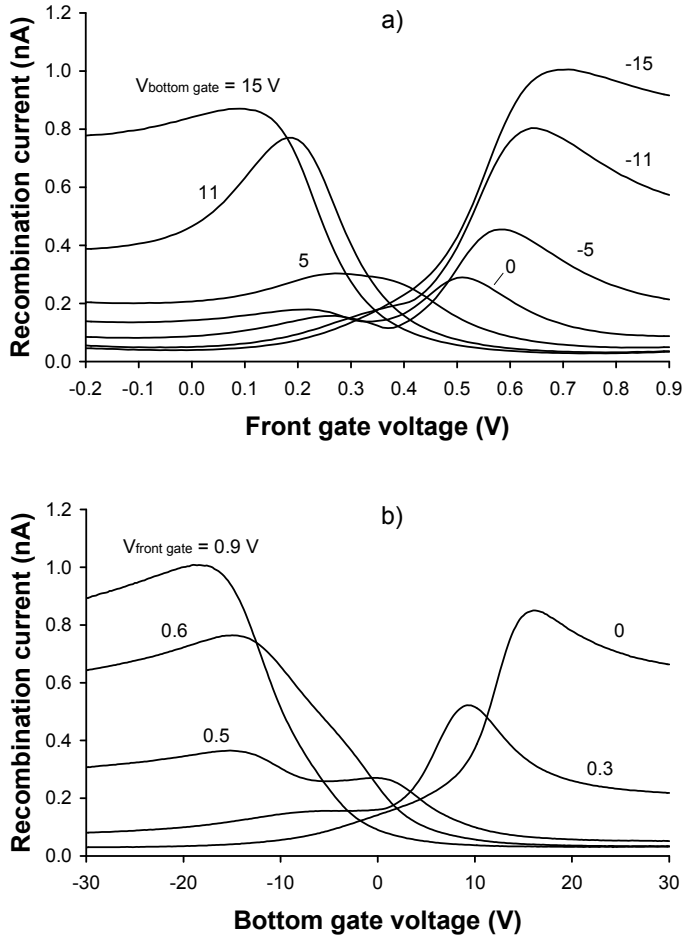 a)
1.2
1.0
0.8
0.6
0.4
0.2
0.0
Recombination current (nA)
Vbottom gate = 15 V
11
5
-15
-11
-5
0
-0.2 -0.1 0.0 0.1 0.2 0.3 0.4 0.5 0.6 0.7 0.8 0.9
Front gate voltage (V)
b)
1.2
1.0
0.8
0.6
0.4
0.2
0.0
Recombination current (nA)
Vfront gate = 0.9 V
0.6
0.5
0
0.3
-30 -20 -10 0 10 20 30
Bottom gate voltage (V)